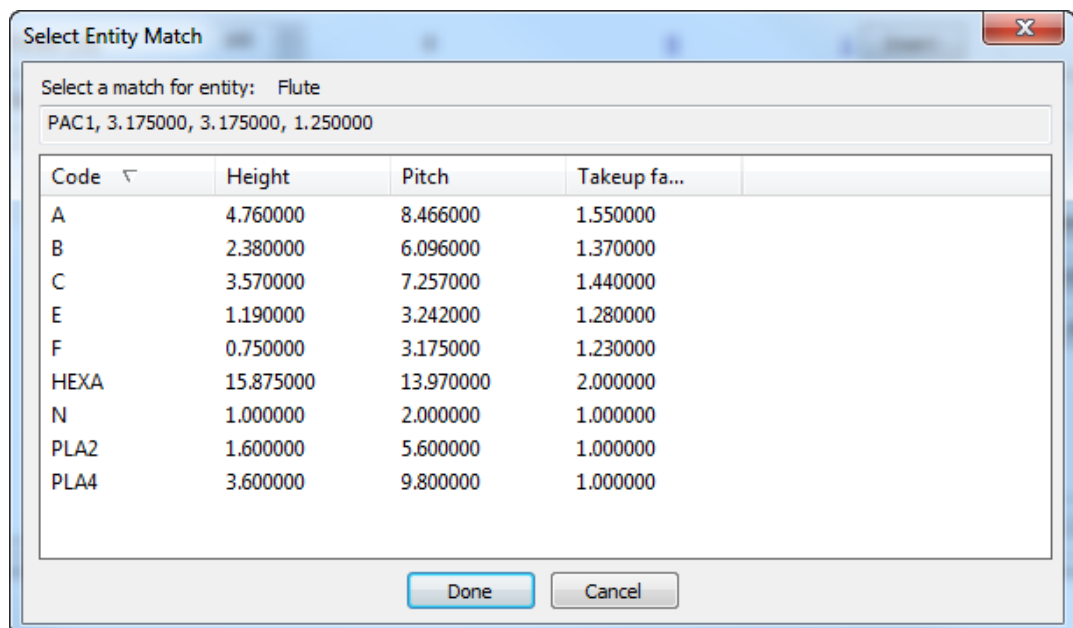 Select Entity Match
Select a match for entity: Flute
PAC1, 3.175000, 3.175000, 1.250000
Code Height Pitch Takeup fa...
A 4.760000 8.466000 1.550000
B 2.380000 6.096000 1.370000
C 3.570000 7.257000 1.440000
E 1.190000 3.242000 1.280000
F 0.750000 3.175000 1.230000
HEXA 15.875000 13.970000 2.000000
N 1.000000 2.000000 1.000000
PLA2 1.600000 5.600000 1.000000
PLA4 3.600000 9.800000 1.000000
Done Cancel